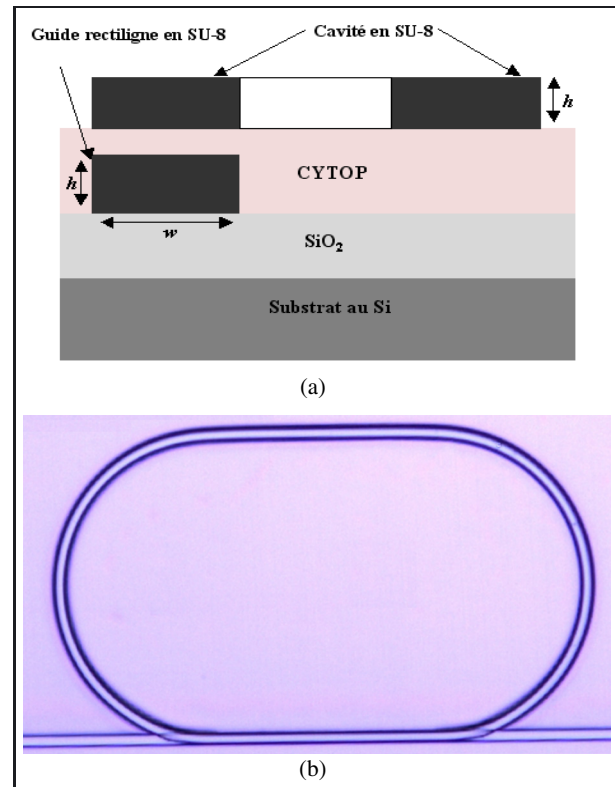 Guide rectiligne en SU-8
Cavité en SU-8
h
h
CYTOP
w
SiO₂
Substrat au Si
(a)
(b)